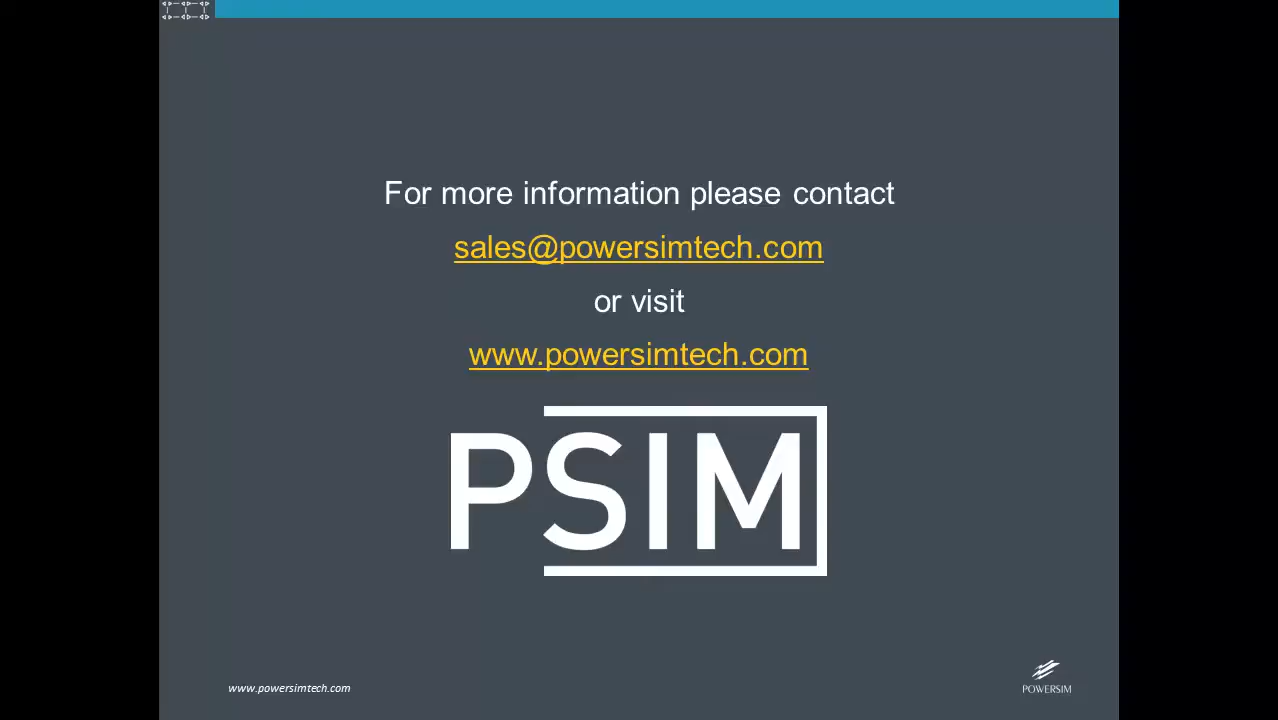 For more information please contact
sales@powersimtech.com
or visit
www.powersimtech.com
PSIM
www.powersimtech.com
POWERSIM